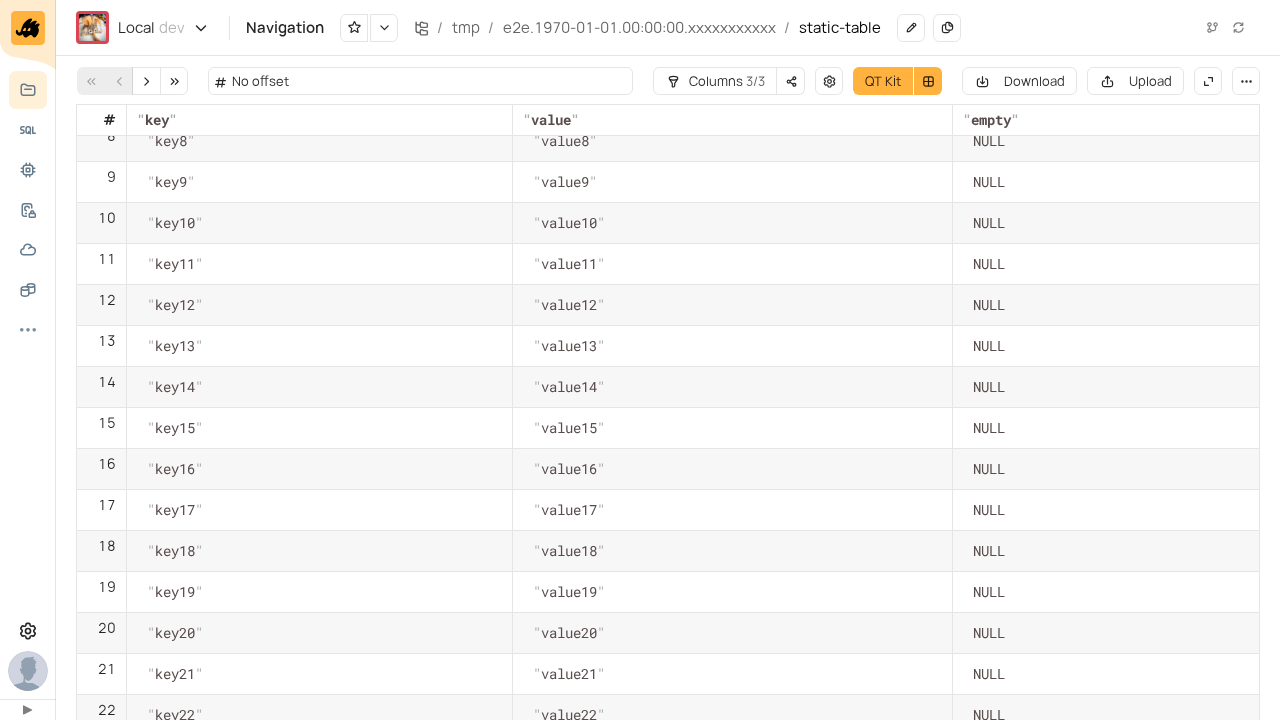 Local dev Navigation / tmp / e2e.1970-01-01.00:00:00.xxxxxxxxxxx / static-table
# No offset Columns 3/3 QT Kit Download Upload
SQL
# "key" "value" "empty"
8 "key8" "value8" NULL
9 "key9" "value9" NULL
10 "key10" "value10" NULL
11 "key11" "value11" NULL
12 "key12" "value12" NULL
13 "key13" "value13" NULL
14 "key14" "value14" NULL
15 "key15" "value15" NULL
16 "key16" "value16" NULL
17 "key17" "value17" NULL
18 "key18" "value18" NULL
19 "key19" "value19" NULL
20 "key20" "value20" NULL
21 "key21" "value21" NULL
22 "key22" "value22" NULL